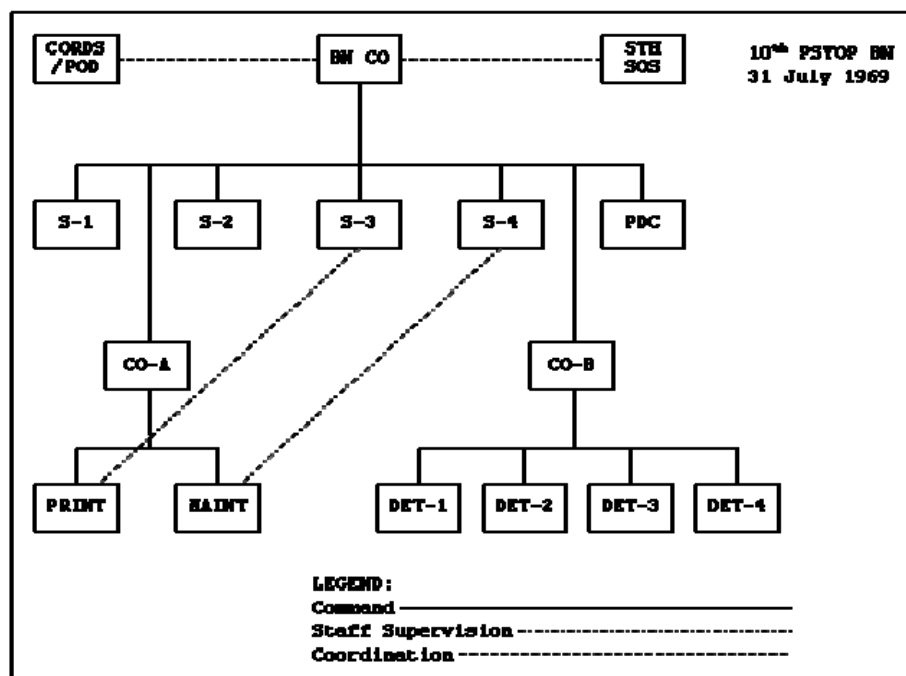 CORDS
/POD
BN CO
5TH
SOS
10th PSYOP BN
31 July 1969
S-1
S-2
S-3
S-4
PDC
CO-A
CO-B
PRINT
MAINT
DET-1
DET-2
DET-3
DET-4
LEGEND:
Command
Staff Supervision
Coordination